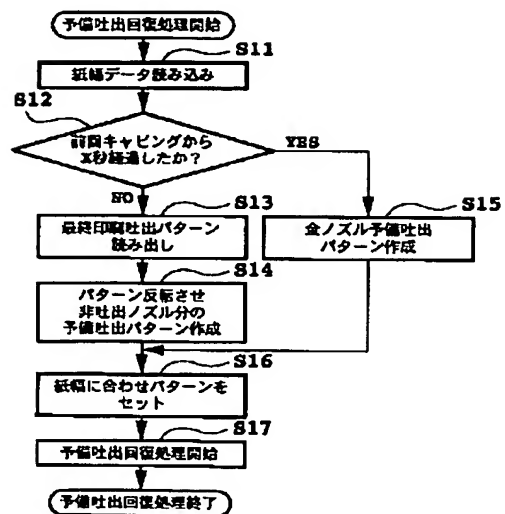 予備吐出回復処理開始
S11
紙幅データ読み込み
S12
前回キャピングから
X秒経過したか?
YES
NO
S13
S15
最終印刷吐出パターン
読み出し
全ノズル予備吐出
パターン作成
S14
パターン反転させ
非吐出ノズル分の
予備吐出パターン作成
S16
紙幅に合わせパターンを
セット
S17
予備吐出回復処理開始
予備吐出回復処理終了